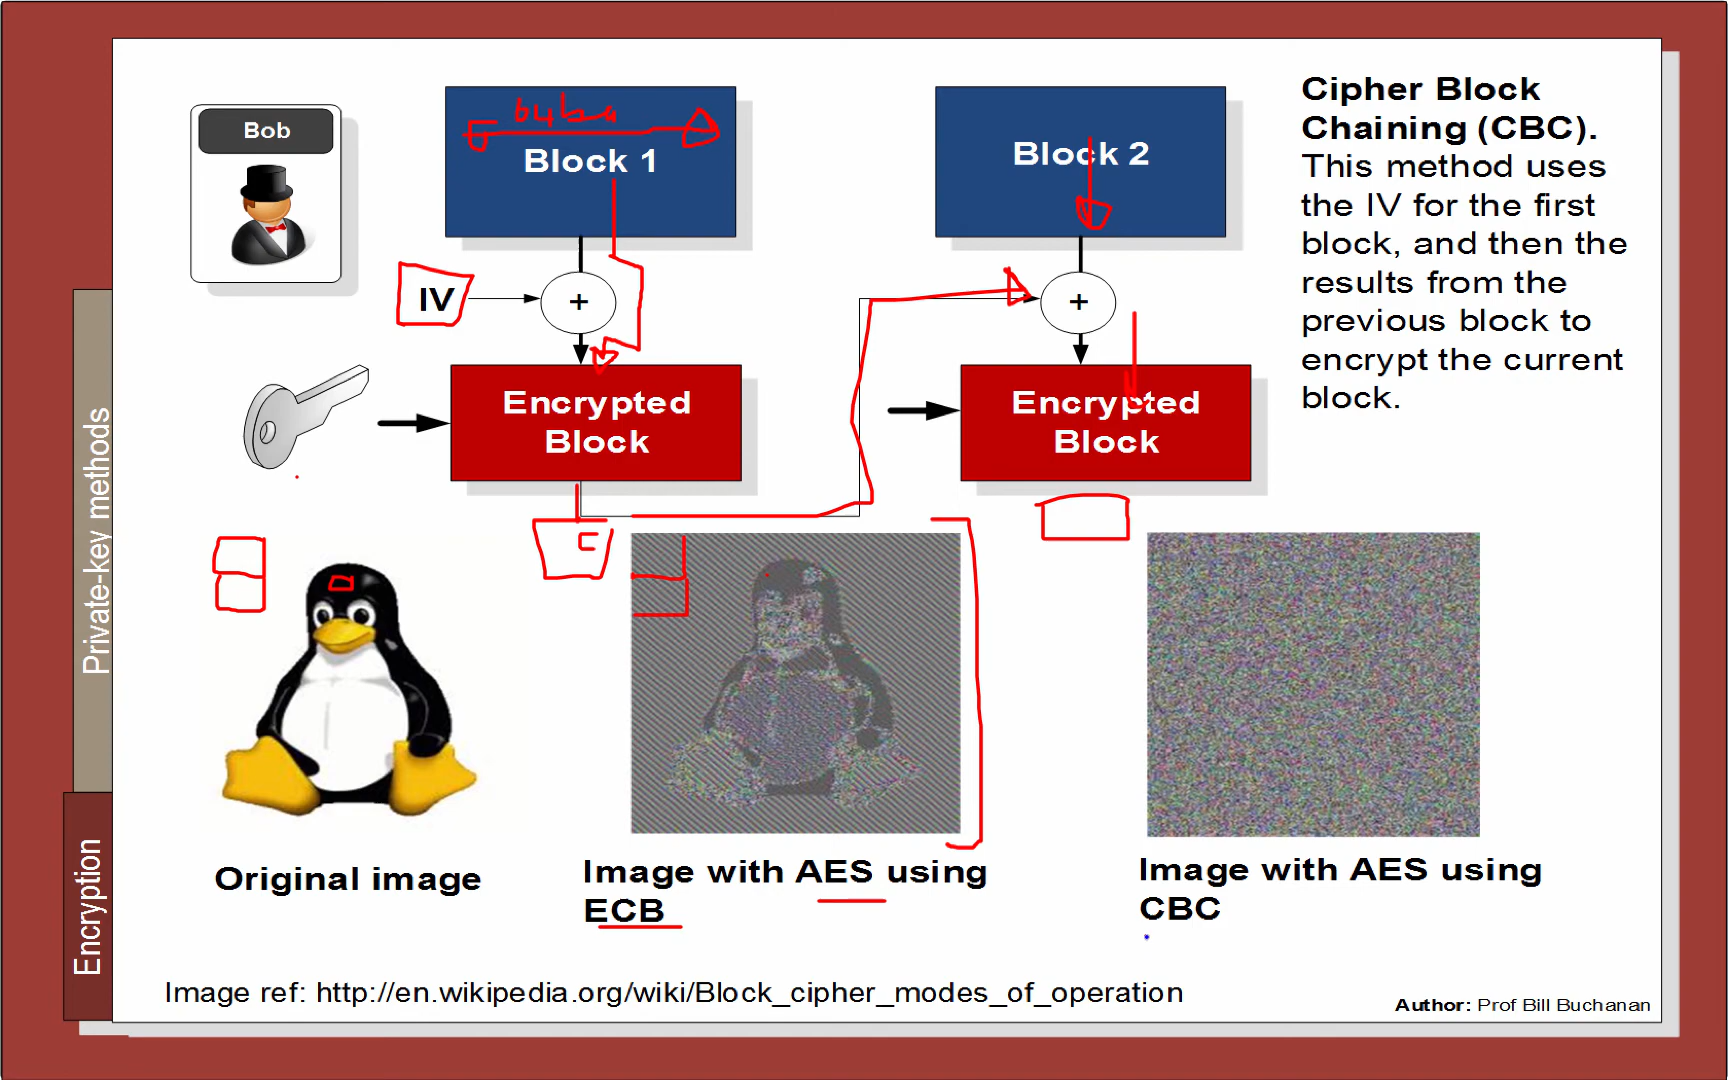 Bob
Block 1
Block 2
IV
+
+
Encrypted
Block
Encrypted
Block
Cipher Block
Chaining (CBC).
This method uses
the IV for the first
block, and then the
results from the
previous block to
encrypt the current
block.
Private-key methods
Encryption
Original image
Image with AES using
ECB
Image with AES using
CBC
Image ref: http://en.wikipedia.org/wiki/Block_cipher_modes_of_operation
Author: Prof Bill Buchanan